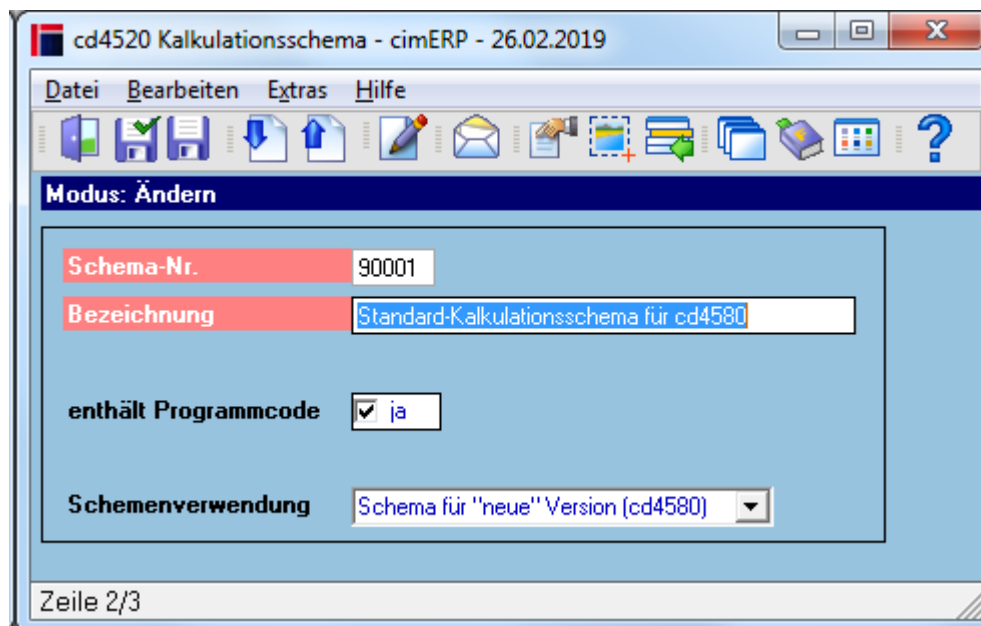 cd4520 Kalkulationsschema - cimERP - 26.02.2019
Datei Bearbeiten Extras Hilfe
Modus: Ändern
Schema-Nr. 90001
Bezeichnung Standard-Kalkulationsschema für cd4580
enthält Programmcode ja
Schemenverwendung Schema für "neue" Version (cd4580)
Zeile 2/3